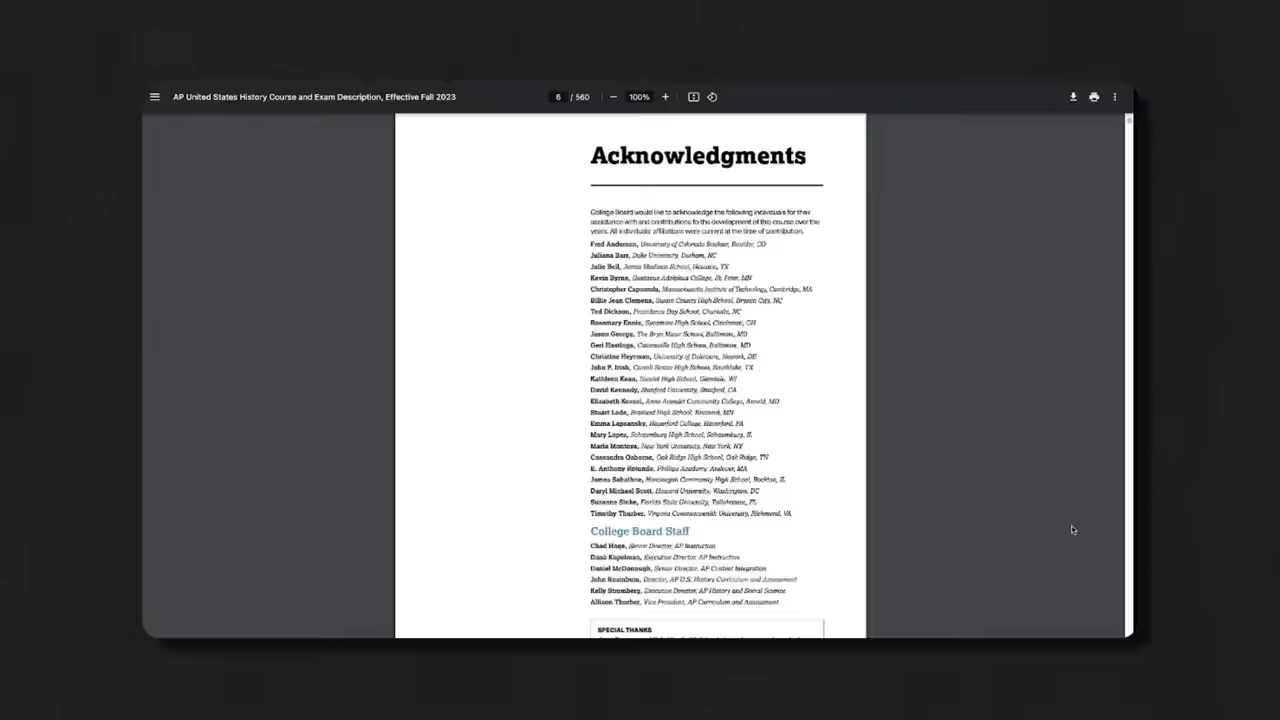 AP United States History Course and Exam Description, Effective Fall 2023
6 / 560
100%
Acknowledgments
College Board would like to acknowledge the following individuals for their
assistance with and contributions to the development of this course over the
years. All individuals' affiliations were current at the time of contribution.
Fred Anderson, University of Colorado Boulder, Boulder, CO
Juliana Barr, Duke University, Durham, NC
Julie Bell, James Madison School, Houston, TX
Kevin Byrne, Gustavus Adolphus College, St. Peter, MN
Christopher Capozzola, Massachusetts Institute of Technology, Cambridge, MA
Billie Jean Clemens, Swain County High School, Bryson City, NC
Ted Dickson, Providence Day School, Charlotte, NC
Rosemary Ennis, Sycamore High School, Cincinnati, OH
Jason George, The Bryn Mawr School, Baltimore, MD
Geri Hastings, Catonsville High School, Baltimore, MD
Christine Heyrman, University of Delaware, Newark, DE
John P. Irish, Carroll Senior High School, Southlake, TX
Kathleen Kean, Nicolet High School, Glendale, WI
David Kennedy, Stanford University, Stanford, CA
Elizabeth Kessel, Anne Arundel Community College, Arnold, MD
Stuart Lade, High School, MN
Emma Lapsansky, Haverford College, Haverford, PA
Mary Lopez, Schaumburg High School, Schaumburg, IL
Maria Montoya, New York University, New York, NY
Cassandra Osborne, Oak Ridge High School, Oak Ridge, TN
E. Anthony Rotundo, Phillips Academy, Andover, MA
James Sabathne, Hononegah Community High School, Rockton, IL
Daryl Michael Scott, Howard University, Washington, DC
Suzanne Sinke, Florida State University, Tallahassee, FL
Timothy Thurber, Virginia Commonwealth University, Richmond, VA
College Board Staff
Chad Hoge, Senior Director, AP Instruction
Dana Kopelman, Executive Director, AP Instruction
Daniel McDonough, Senior Director, AP Content Integration
John Rosinbum, Director, AP U.S. History Curriculum and Assessment
Kelly Stromberg, Executive Director, AP History and Social Science
Allison Thurber, Vice President, AP Curriculum and Assessment
SPECIAL THANKS